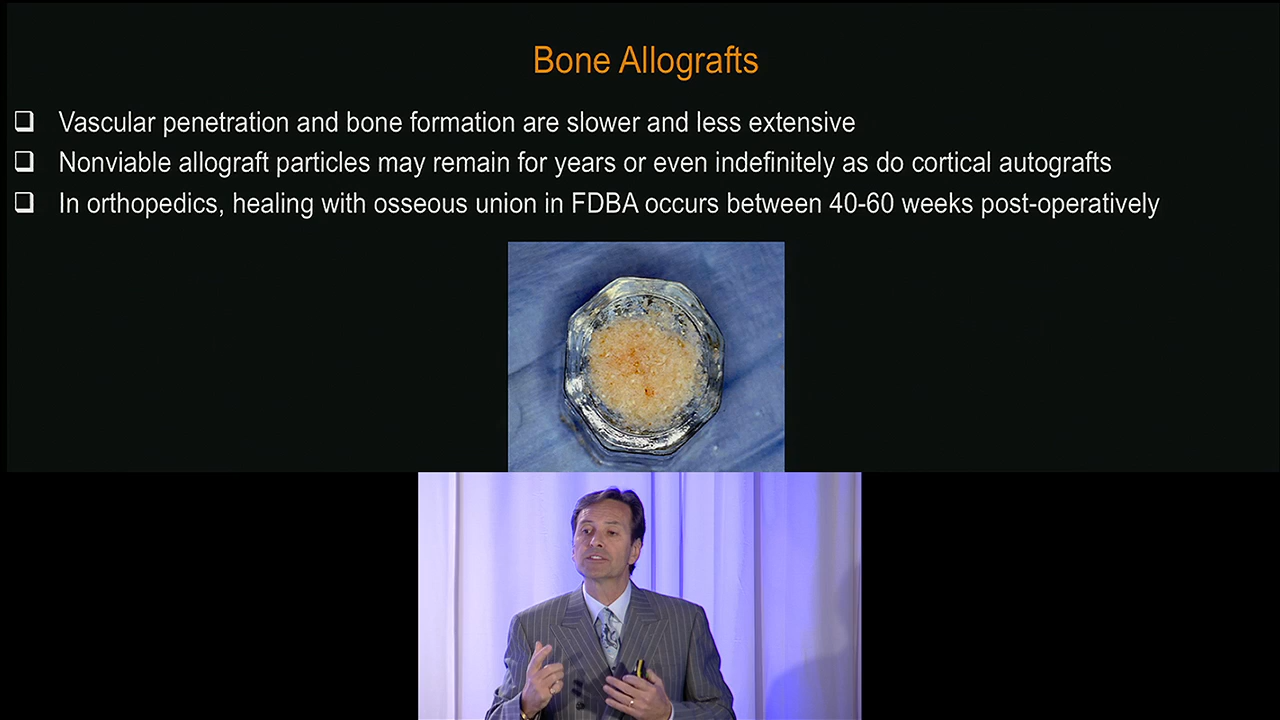 Bone Allografts
❑ Vascular penetration and bone formation are slower and less extensive
❑ Nonviable allograft particles may remain for years or even indefinitely as do cortical autografts
❑ In orthopedics, healing with osseous union in FDBA occurs between 40-60 weeks post-operatively